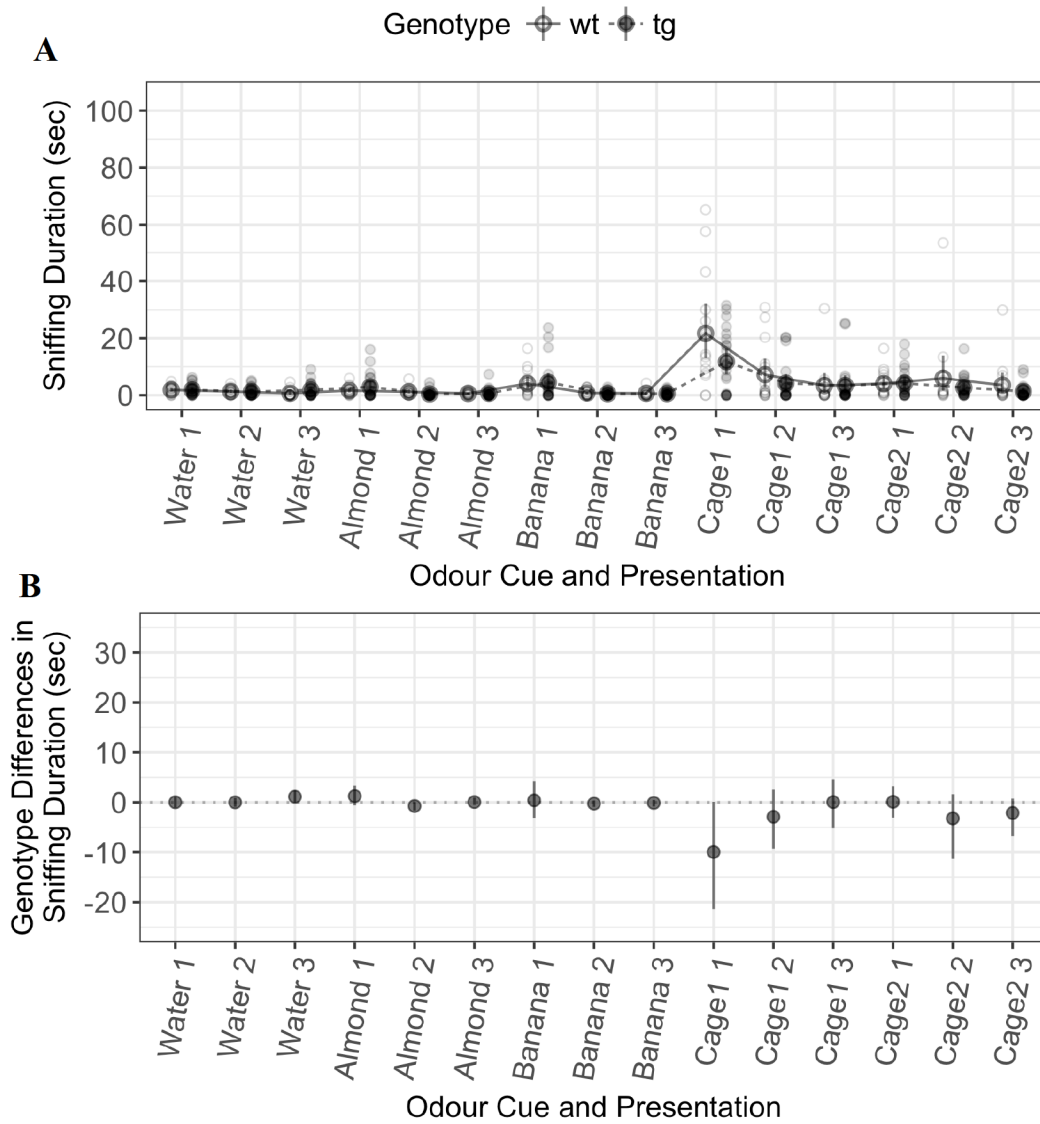 Genotype wt tg
A
Sniffing Duration (sec)
100
80
60
40
20
0
Water 1
Water 2
Water 3
Almond 1
Almond 2
Almond 3
Banana 1
Banana 2
Banana 3
Cage1 1
Cage1 2
Cage1 3
Cage2 1
Cage2 2
Cage2 3
Odour Cue and Presentation
B
Genotype Differences in
Sniffing Duration (sec)
30
20
10
0
-10
-20
Water 1
Water 2
Water 3
Almond 1
Almond 2
Almond 3
Banana 1
Banana 2
Banana 3
Cage1 1
Cage1 2
Cage1 3
Cage2 1
Cage2 2
Cage2 3
Odour Cue and Presentation